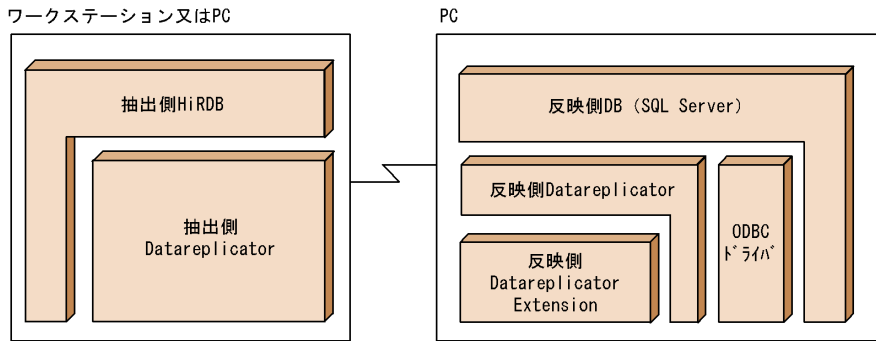 ワークステーション又はPC
抽出側HiRDB
抽出側
Datareplicator
PC
反映側DB（SQL Server）
反映側Datareplicator
反映側
Datareplicator
Extension
ODBC
ﾄﾞﾗｲﾊﾞ